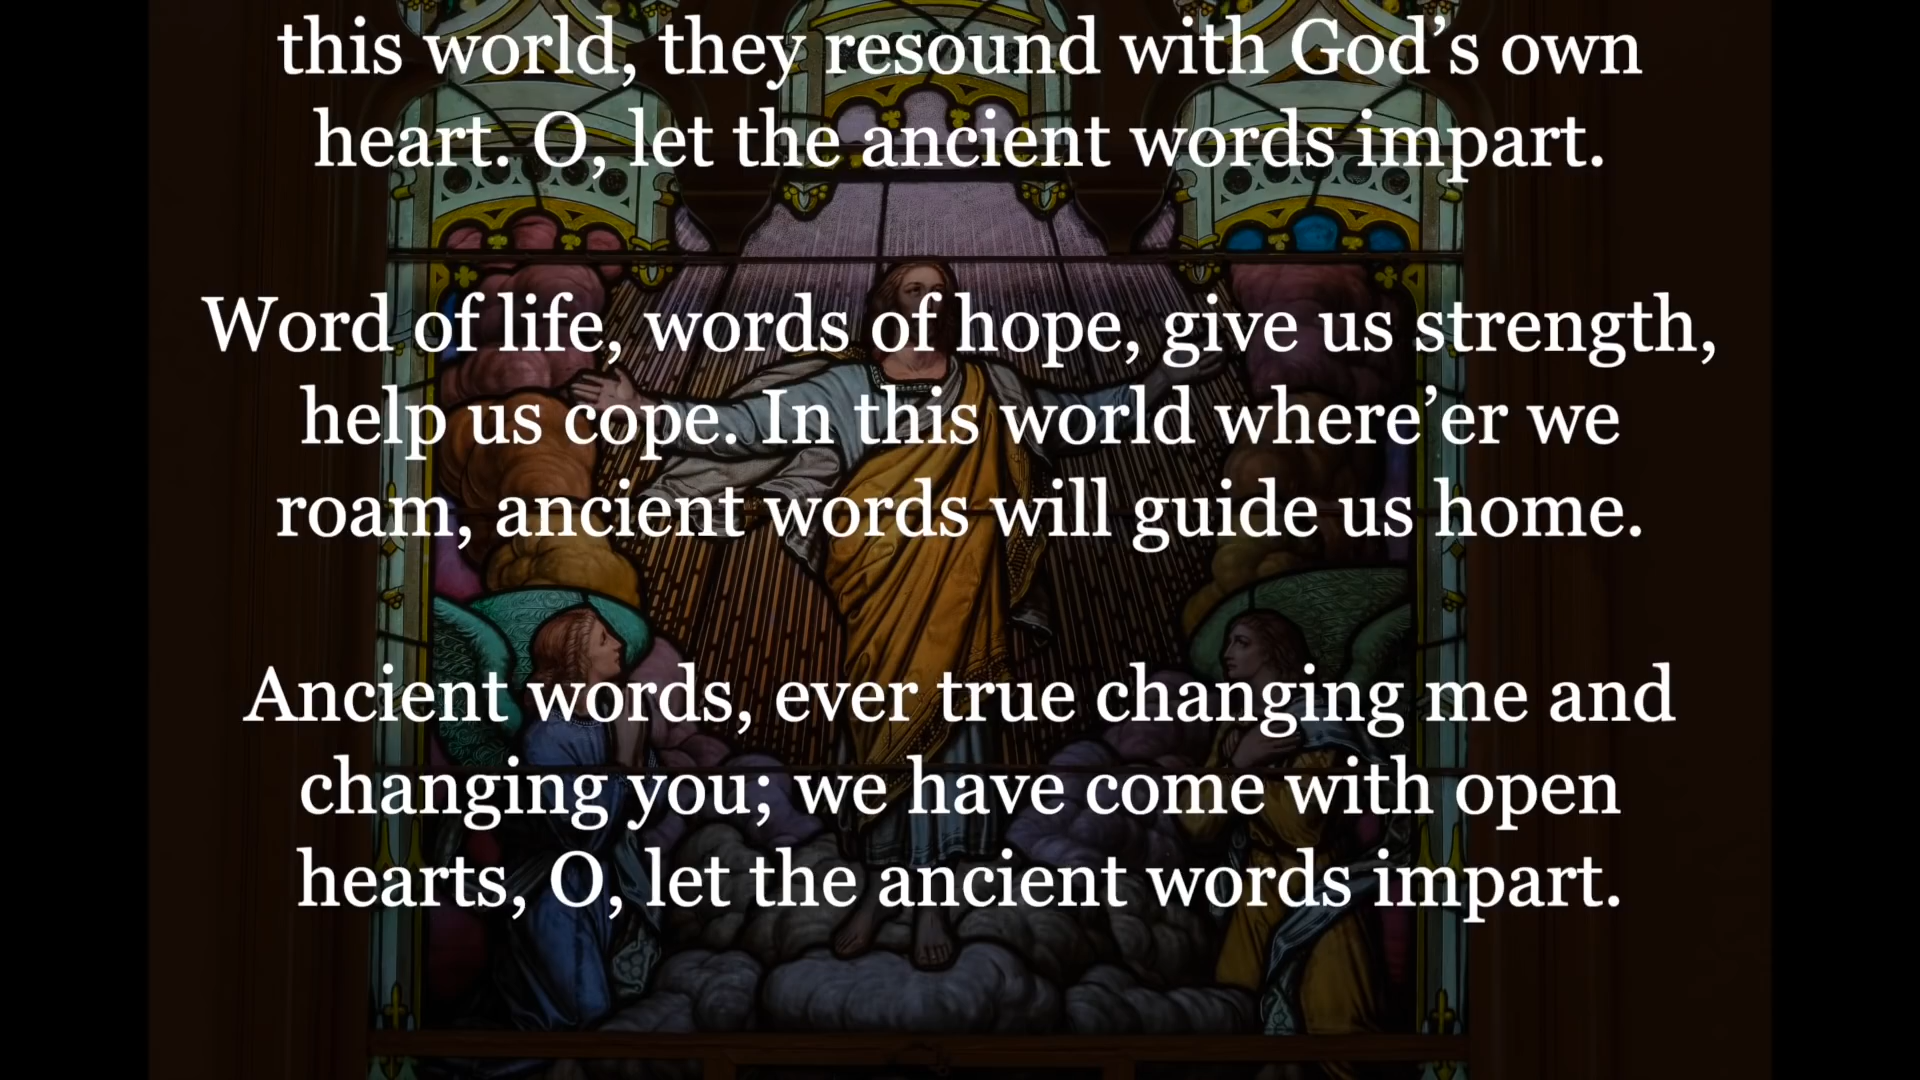 this world, they resound with God’s own
heart. O, let the ancient words impart.
Word of life, words of hope, give us strength,
help us cope. In this world where’er we
roam, ancient words will guide us home.
Ancient words, ever true changing me and
changing you; we have come with open
hearts, O, let the ancient words impart.